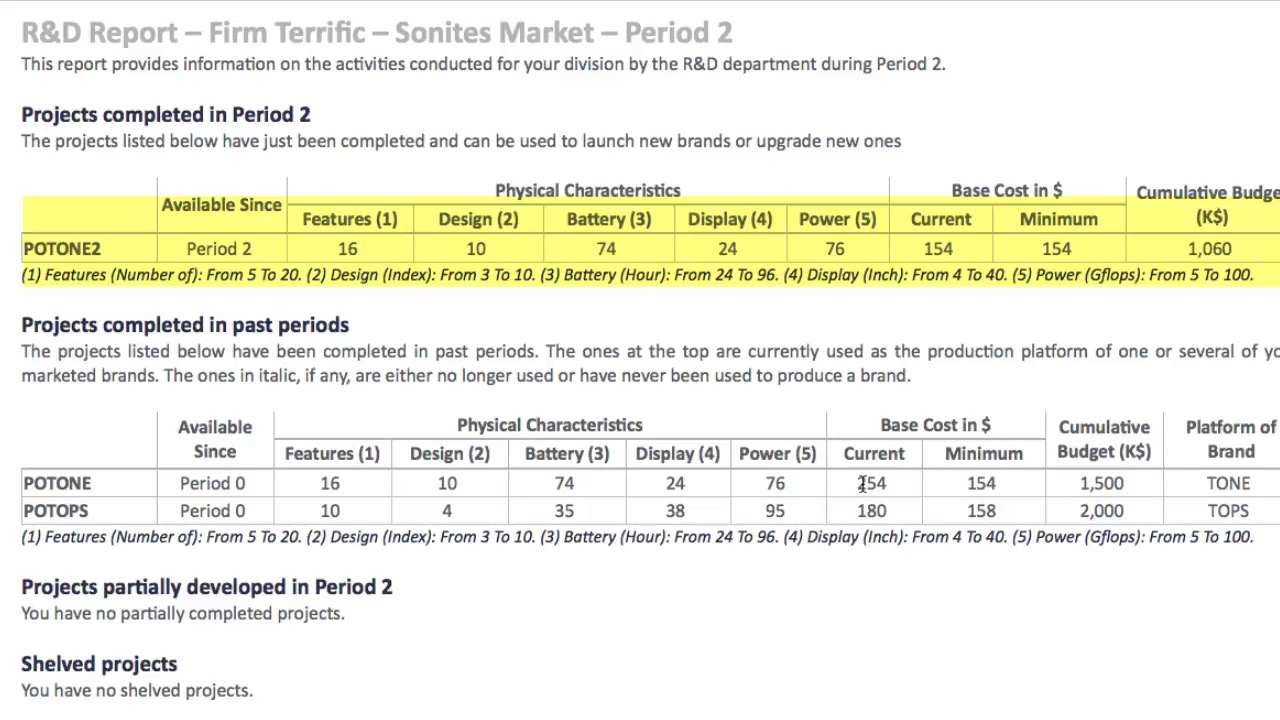 R&D Report – Firm Terrific – Sonites Market – Period 2
This report provides information on the activities conducted for your division by the R&D department during Period 2.
Projects completed in Period 2
The projects listed below have just been completed and can be used to launch new brands or upgrade new ones
Available Since Physical Characteristics Base Cost in $ Cumulative Budge (K$)
Features (1) Design (2) Battery (3) Display (4) Power (5) Current Minimum
POTONE2 Period 2 16 10 74 24 76 154 154 1,060
(1) Features (Number of): From 5 To 20. (2) Design (Index): From 3 To 10. (3) Battery (Hour): From 24 To 96. (4) Display (Inch): From 4 To 40. (5) Power (Gflops): From 5 To 100.
Projects completed in past periods
The projects listed below have been completed in past periods. The ones at the top are currently used as the production platform of one or several of yo
marketed brands. The ones in italic, if any, are either no longer used or have never been used to produce a brand.
Available Since Physical Characteristics Base Cost in $ Cumulative Budget (K$) Platform of Brand
Features (1) Design (2) Battery (3) Display (4) Power (5) Current Minimum
POTONE Period 0 16 10 74 24 76 154 154 1,500 TONE
POTOPS Period 0 10 4 35 38 95 180 158 2,000 TOPS
(1) Features (Number of): From 5 To 20. (2) Design (Index): From 3 To 10. (3) Battery (Hour): From 24 To 96. (4) Display (Inch): From 4 To 40. (5) Power (Gflops): From 5 To 100.
Projects partially developed in Period 2
You have no partially completed projects.
Shelved projects
You have no shelved projects.